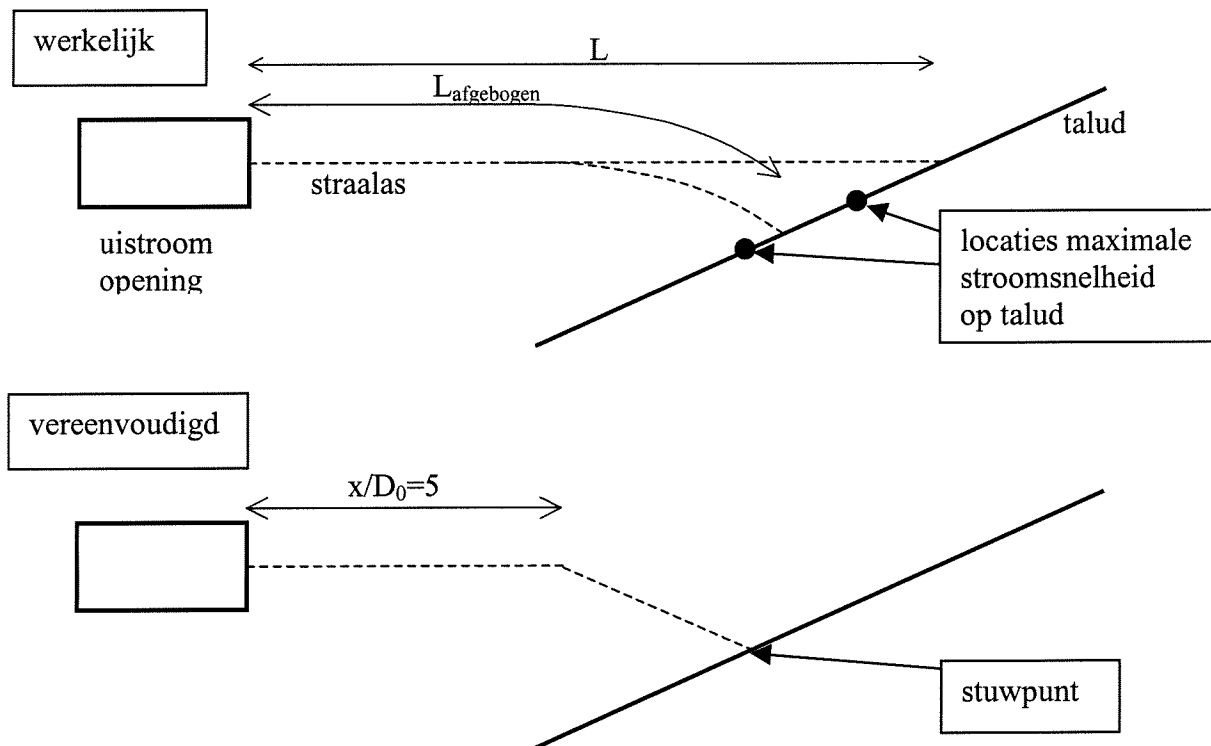 werkelijk
L
Lafgebogen
talud
straalas
uistroom
opening
locaties maximale
stroomsnelheid
op talud
vereenvoudigd
x/D₀=5
stuwpunt